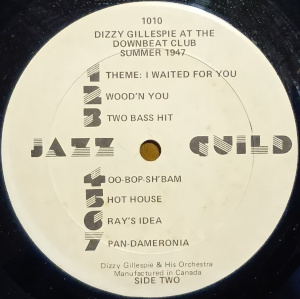 1010
DIZZY GILLESPIE AT THE
DOWNBEAT CLUB
SUMMER 1947
1 THEME: I WAITED FOR YOU
2 WOOD'N YOU
3 TWO BASS HIT
JAZZ GUILD
4 OO-BOP-SH'BAM
5 HOT HOUSE
6 RAY'S IDEA
7 PAN-DAMERONIA
Dizzy Gillespie & His Orchestra
Manufactured in Canada
SIDE TWO